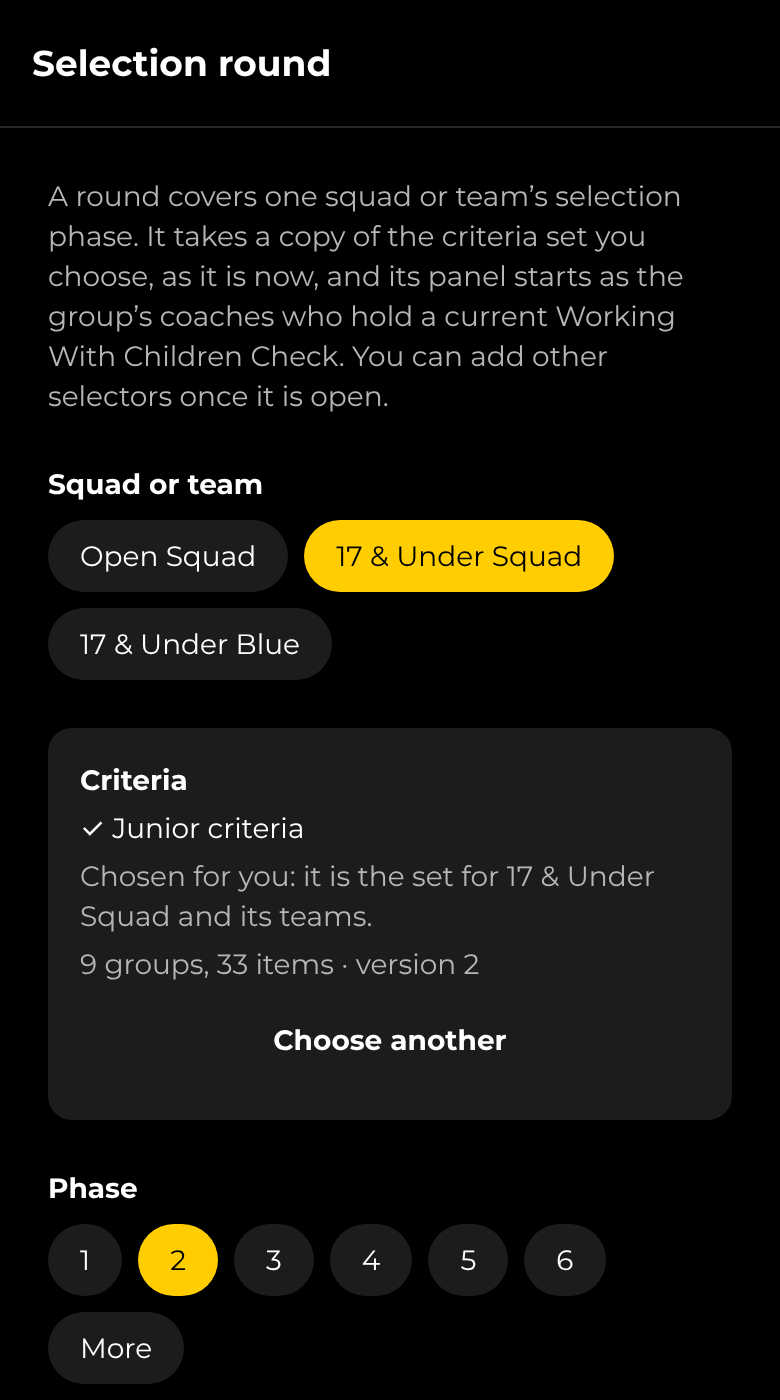 Selection round
A round covers one squad or team’s selection
phase. It takes a copy of the criteria set you
choose, as it is now, and its panel starts as the
group’s coaches who hold a current Working
With Children Check. You can add other
selectors once it is open.
Squad or team
Open Squad
17 & Under Squad
17 & Under Blue
Criteria
✓ Junior criteria
Chosen for you: it is the set for 17 & Under
Squad and its teams.
9 groups, 33 items · version 2
Choose another
Phase
1
2
3
4
5
6
More